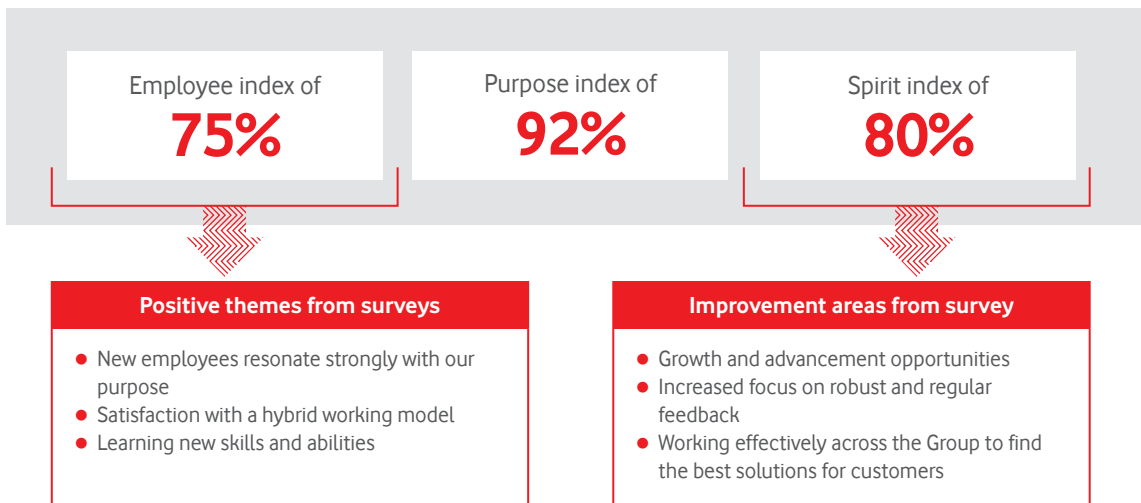 Employee index of
75%
Purpose index of
92%
Spirit index of
80%
Positive themes from surveys
● New employees resonate strongly with our
purpose
● Satisfaction with a hybrid working model
● Learning new skills and abilities
Improvement areas from survey
● Growth and advancement opportunities
● Increased focus on robust and regular
feedback
● Working effectively across the Group to find
the best solutions for customers